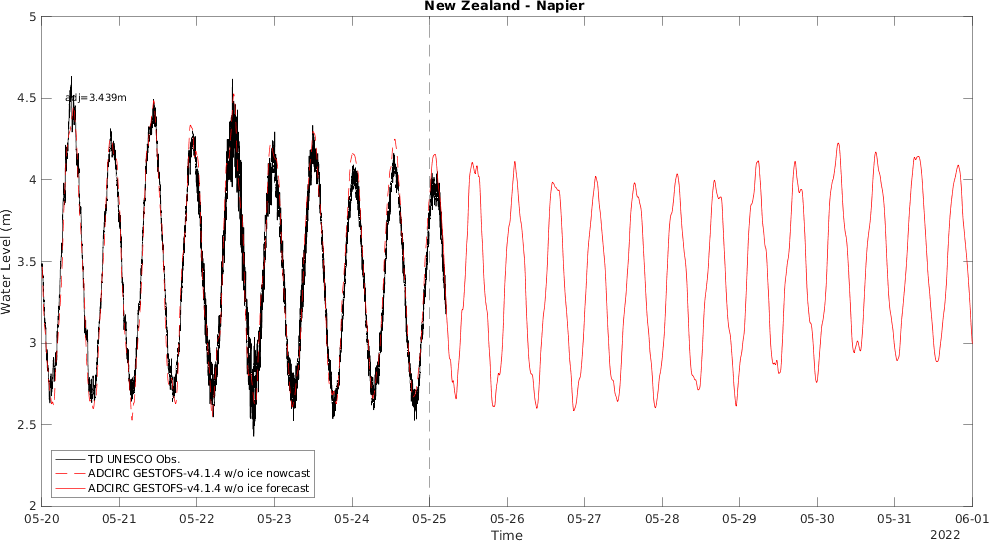 New Zealand - Napier
5
4.5
4
3.5
3
2.5
2
Water Level (m)
adj=3.439m
TD UNESCO Obs.
ADCIRC GESTOFS-v4.1.4 w/o ice nowcast
ADCIRC GESTOFS-v4.1.4 w/o ice forecast
05-20 05-21 05-22 05-23 05-24 05-25 05-26 05-27 05-28 05-29 05-30 05-31 06-01
Time
2022